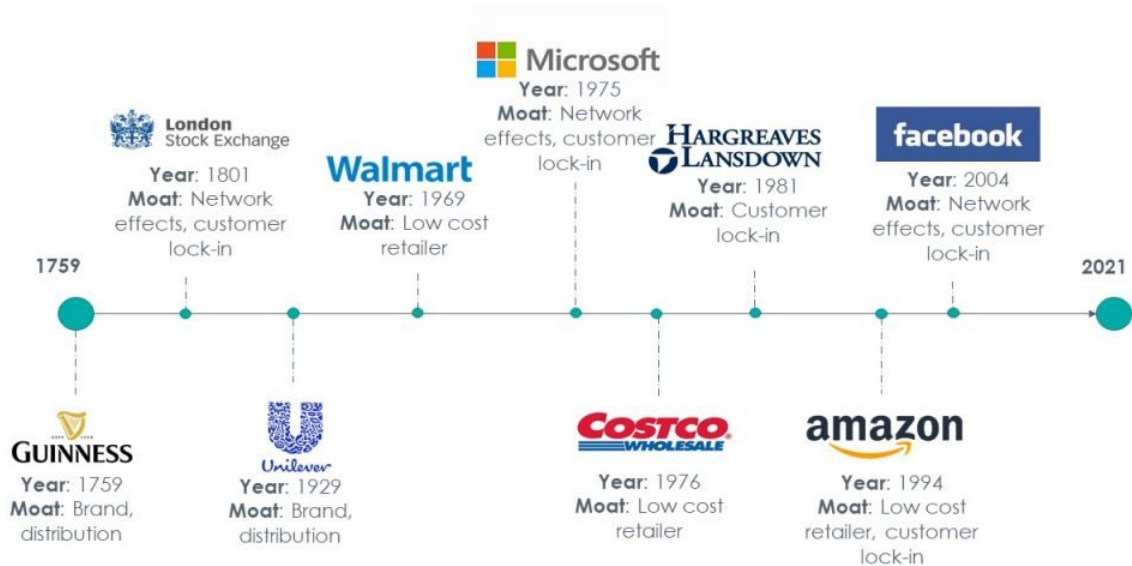 Microsoft
Year: 1975
Moat: Network
effects, customer
lock-in
London
Stock Exchange
Year: 1801
Moat: Network
effects, customer
lock-in
Walmart
Year: 1969
Moat: Low cost
retailer
HARGREAVES
LANSDOWN
Year: 1981
Moat: Customer
lock-in
facebook
Year: 2004
Moat: Network
effects, customer
lock-in
1759
2021
GUINNESS
Year: 1759
Moat: Brand,
distribution
Unilever
Year: 1929
Moat: Brand,
distribution
COSTCO
WHOLESALE
Year: 1976
Moat: Low cost
retailer
amazon
Year: 1994
Moat: Low cost
retailer, customer
lock-in